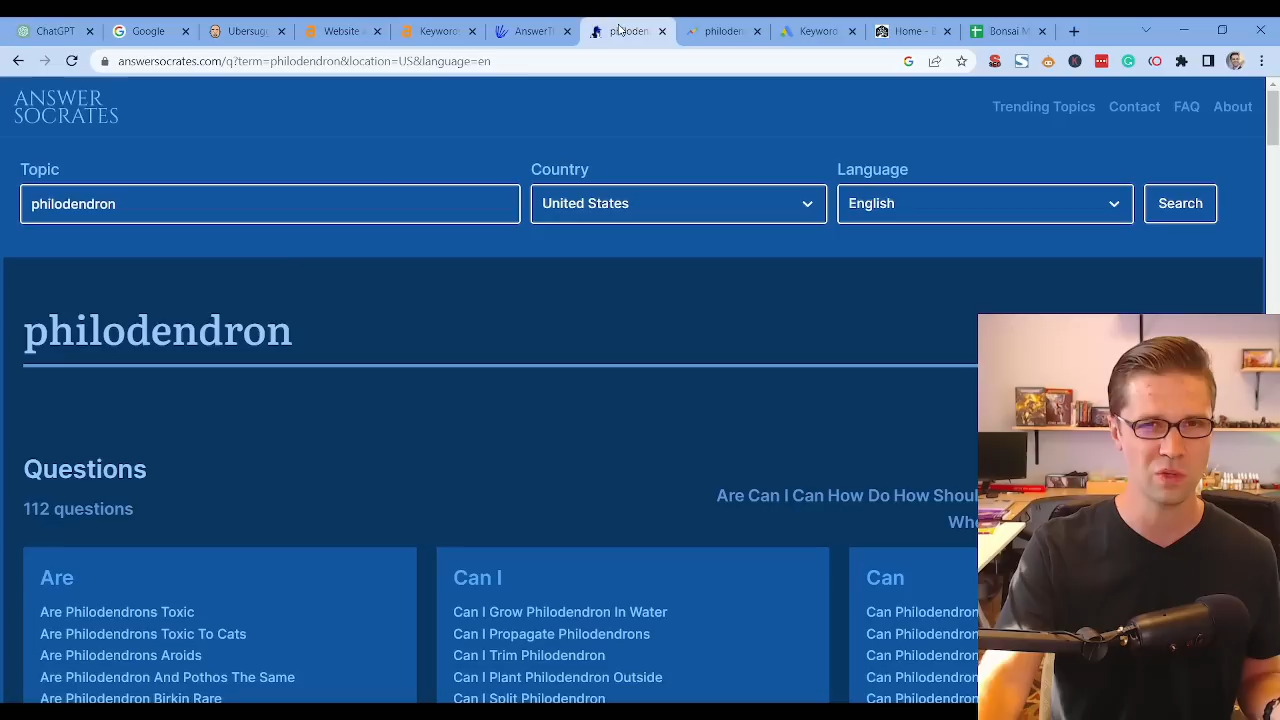 ChatGPT
Google
Ubersugg
Website
Keyword
AnswerTh
philoden
philoden
Keywor
Home - E
Bonsai M
answersocrates.com/q?term=philodendron&location=US&language=en
ANSWER
SOCRATES
Trending Topics
Contact
FAQ
About
Topic
Country
Language
philodendron
United States
English
Search
philodendron
Questions
112 questions
Are Can I Can How Do How Shoul
Whe
Are
Can I
Can
Are Philodendrons Toxic
Can I Grow Philodendron In Water
Can Philodendron
Are Philodendrons Toxic To Cats
Can I Propagate Philodendrons
Can Philodendron
Are Philodendrons Aroids
Can I Trim Philodendron
Can Philodendron
Are Philodendron And Pothos The Same
Can I Plant Philodendron Outside
Can Philodendron
Are Philodendron Birkin Rare
Can I Split Philodendron
Can Philodendron